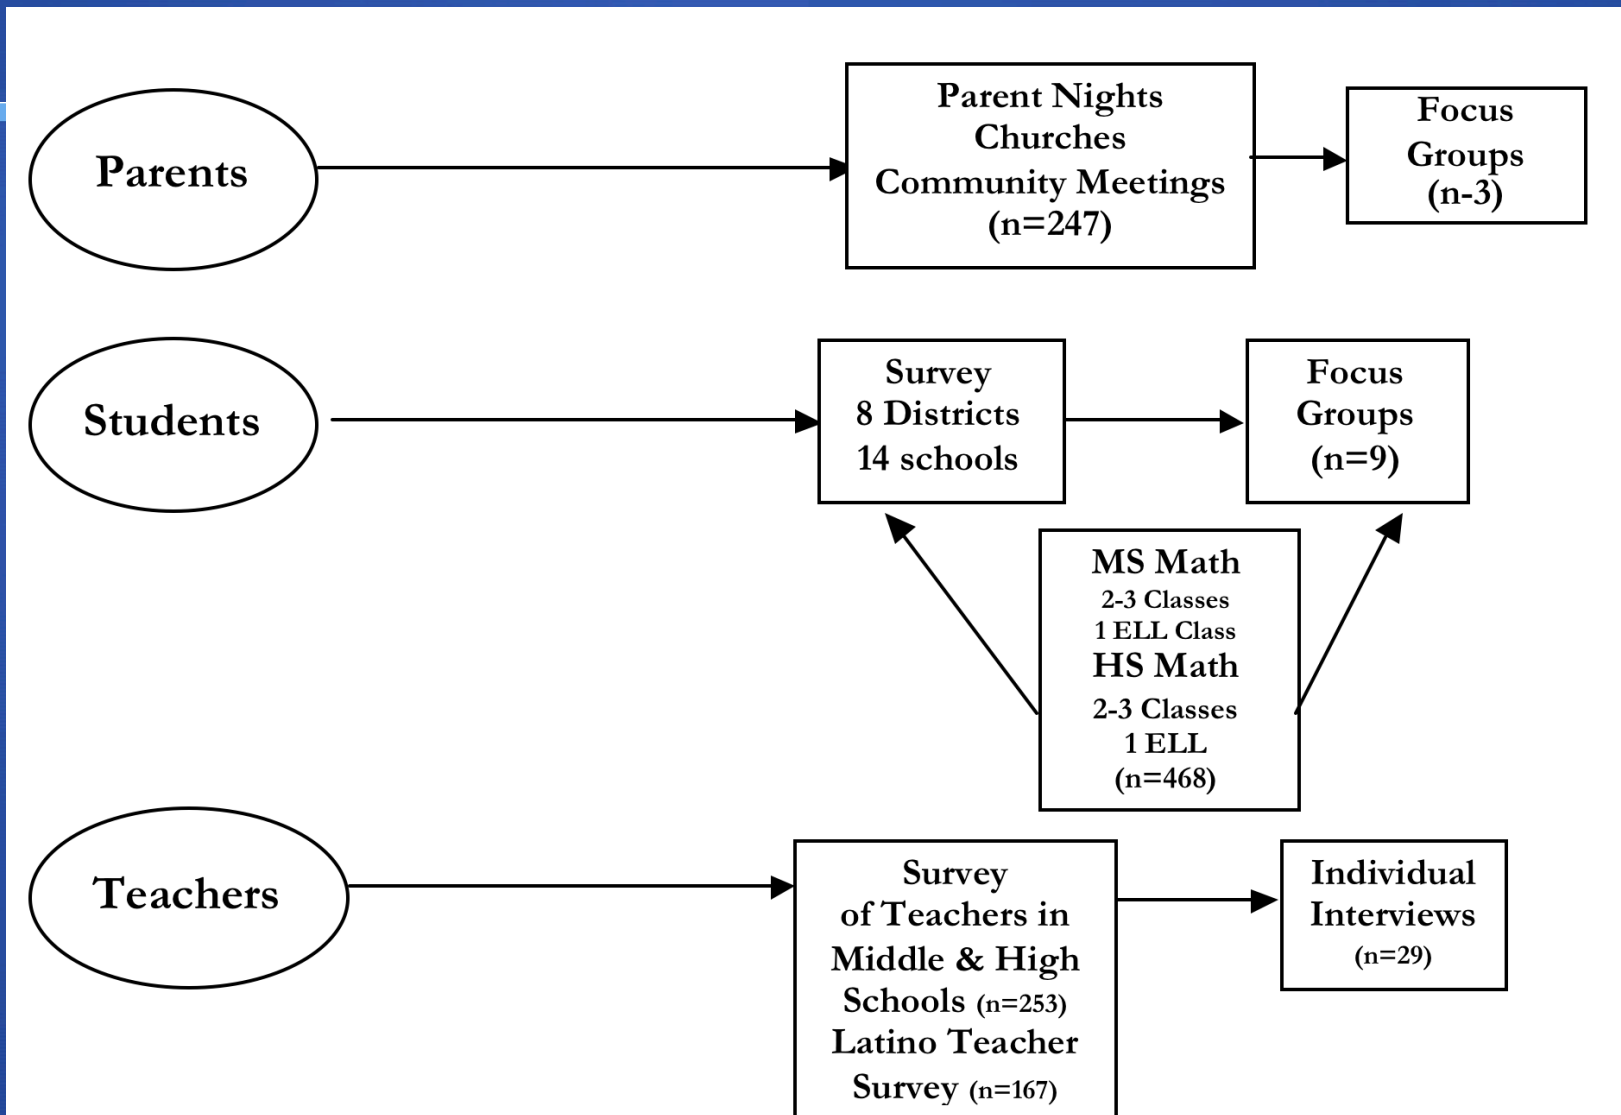 Parents
Parent Nights
Churches
Community Meetings
(n=247)
Focus
Groups
(n-3)
Students
Survey
8 Districts
14 schools
Focus
Groups
(n=9)
MS Math
2-3 Classes
1 ELL Class
HS Math
2-3 Classes
1 ELL
(n=468)
Teachers
Survey
of Teachers in
Middle & High
Schools (n=253)
Latino Teacher
Survey (n=167)
Individual
Interviews
(n=29)